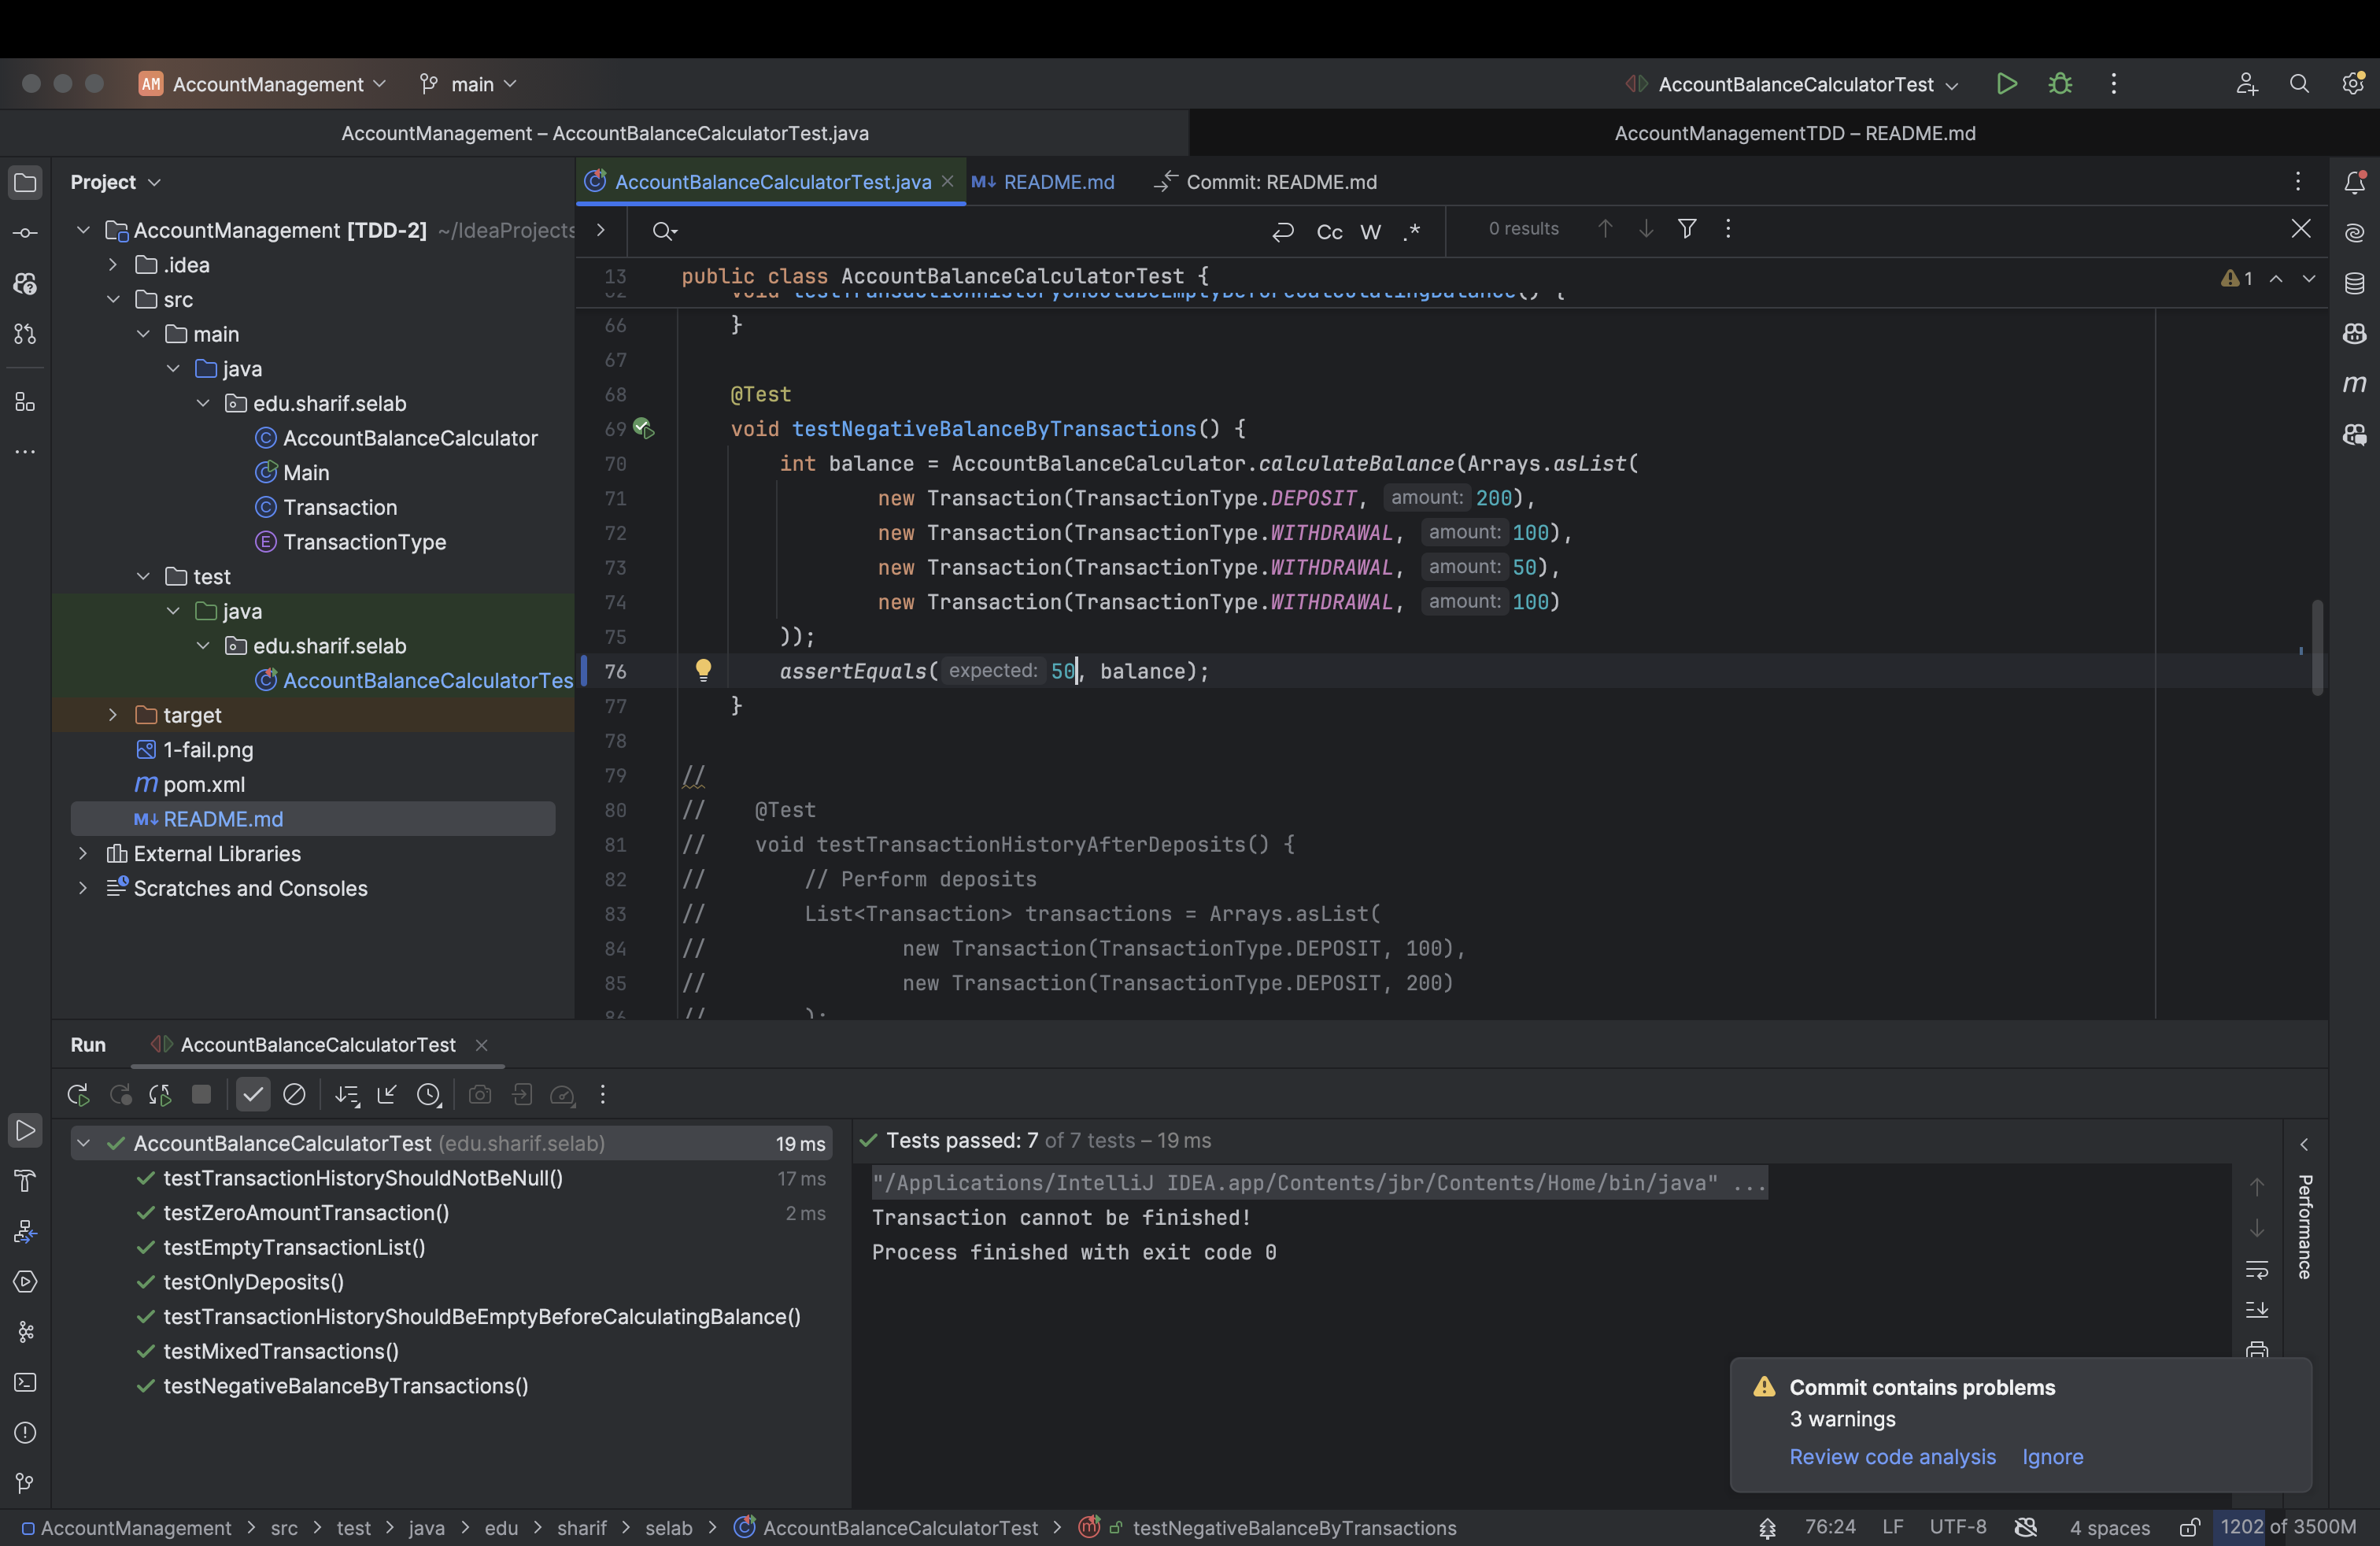 AM AccountManagement main AccountBalanceCalculatorTest
AccountManagement – AccountBalanceCalculatorTest.java
AccountManagementTDD – README.md
Project
AccountManagement [TDD-2] ~/IdeaProjects
.idea
src
main
java
edu.sharif.selab
AccountBalanceCalculator
Main
Transaction
TransactionType
test
java
edu.sharif.selab
AccountBalanceCalculatorTes
target
1-fail.png
pom.xml
README.md
External Libraries
Scratches and Consoles
AccountBalanceCalculatorTest.java README.md Commit: README.md
Cc W .* 0 results
13 public class AccountBalanceCalculatorTest {
62 void testTransactionHistoryShouldBeEmptyBeforeCalculatingBalance() {
66 }
67
68 @Test
69 void testNegativeBalanceByTransactions() {
70 int balance = AccountBalanceCalculator.calculateBalance(Arrays.asList(
71 new Transaction(TransactionType.DEPOSIT, amount: 200),
72 new Transaction(TransactionType.WITHDRAWAL, amount: 100),
73 new Transaction(TransactionType.WITHDRAWAL, amount: 50),
74 new Transaction(TransactionType.WITHDRAWAL, amount: 100)
75 ));
76 assertEquals( expected: 50, balance);
77 }
78
79 //
80 // @Test
81 // void testTransactionHistoryAfterDeposits() {
82 // // Perform deposits
83 // List<Transaction> transactions = Arrays.asList(
84 // new Transaction(TransactionType.DEPOSIT, 100),
85 // new Transaction(TransactionType.DEPOSIT, 200)
86 // );
1
Run AccountBalanceCalculatorTest
AccountBalanceCalculatorTest (edu.sharif.selab) 19 ms
testTransactionHistoryShouldNotBeNull() 17 ms
testZeroAmountTransaction() 2 ms
testEmptyTransactionList()
testOnlyDeposits()
testTransactionHistoryShouldBeEmptyBeforeCalculatingBalance()
testMixedTransactions()
testNegativeBalanceByTransactions()
Tests passed: 7 of 7 tests – 19 ms
"/Applications/IntelliJ IDEA.app/Contents/jbr/Contents/Home/bin/java" ...
Transaction cannot be finished!
Process finished with exit code 0
Performance
Commit contains problems
3 warnings
Review code analysis Ignore
AccountManagement > src > test > java > edu > sharif > selab > AccountBalanceCalculatorTest > testNegativeBalanceByTransactions
76:24 LF UTF-8 4 spaces 1202 of 3500M